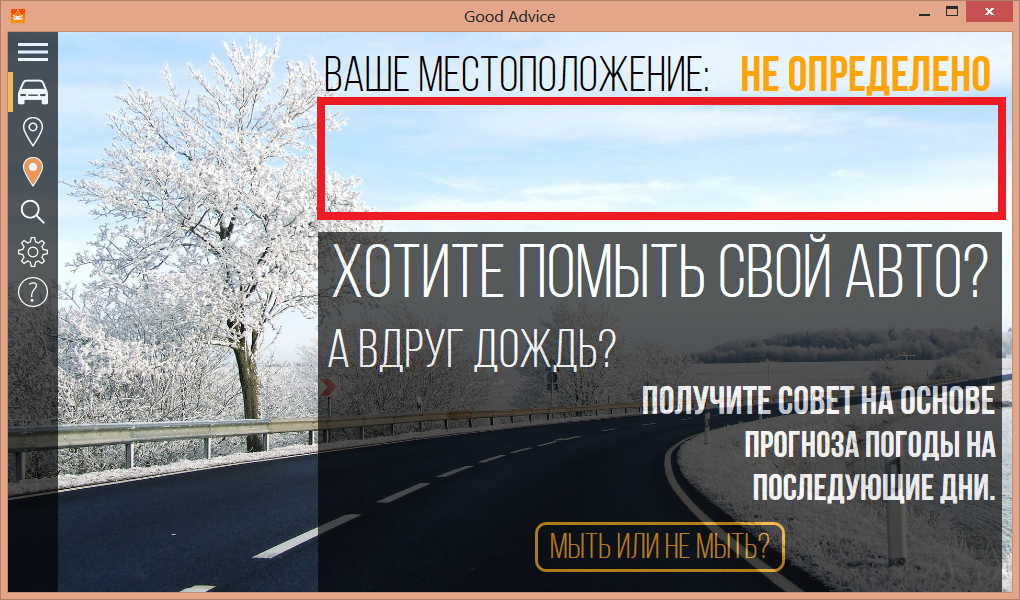 Good Advice
ВАШЕ МЕСТОПОЛОЖЕНИЕ: НЕ ОПРЕДЕЛЕНО
ХОТИТЕ ПОМЫТЬ СВОЙ АВТО?
А ВДРУГ ДОЖДЬ?
ПОЛУЧИТЕ СОВЕТ НА ОСНОВЕ
ПРОГНОЗА ПОГОДЫ НА
ПОСЛЕДУЮЩИЕ ДНИ.
МЫТЬ ИЛИ НЕ МЫТЬ?